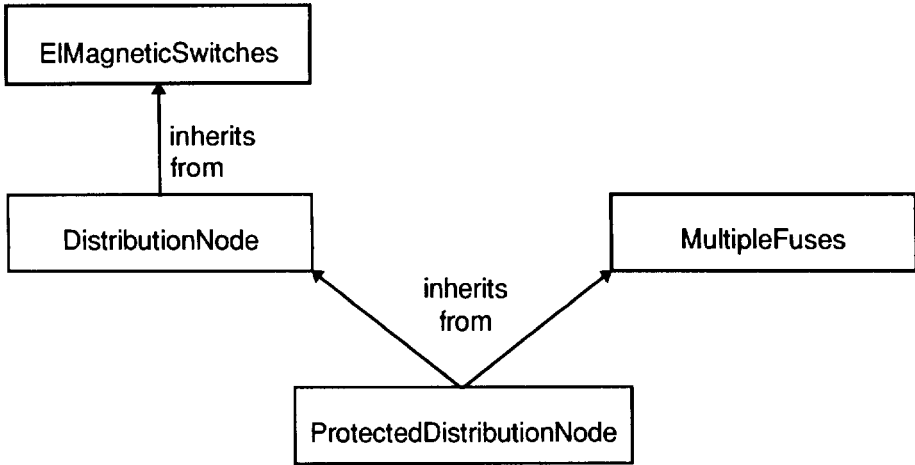 ElMagneticSwitches
inherits
from
DistributionNode
MultipleFuses
inherits
from
ProtectedDistributionNode